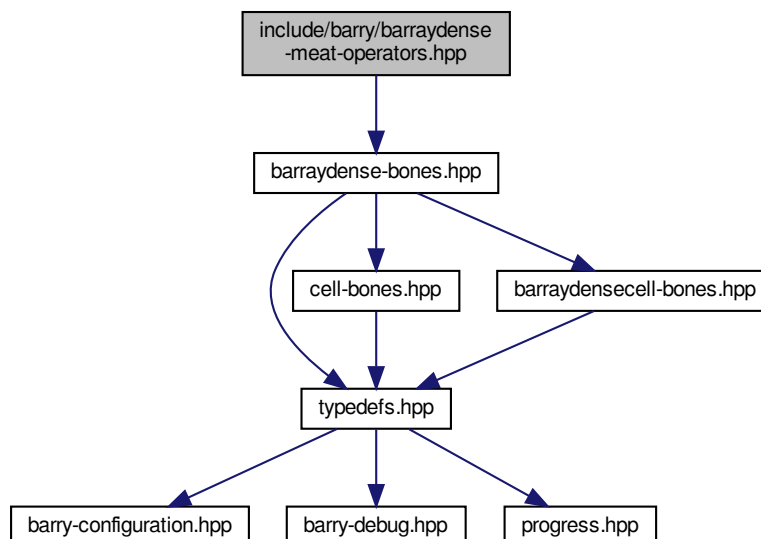 include/barry/barraydense
-meat-operators.hpp
barraydense-bones.hpp
cell-bones.hpp
barraydensecell-bones.hpp
typedefs.hpp
barry-configuration.hpp
barry-debug.hpp
progress.hpp